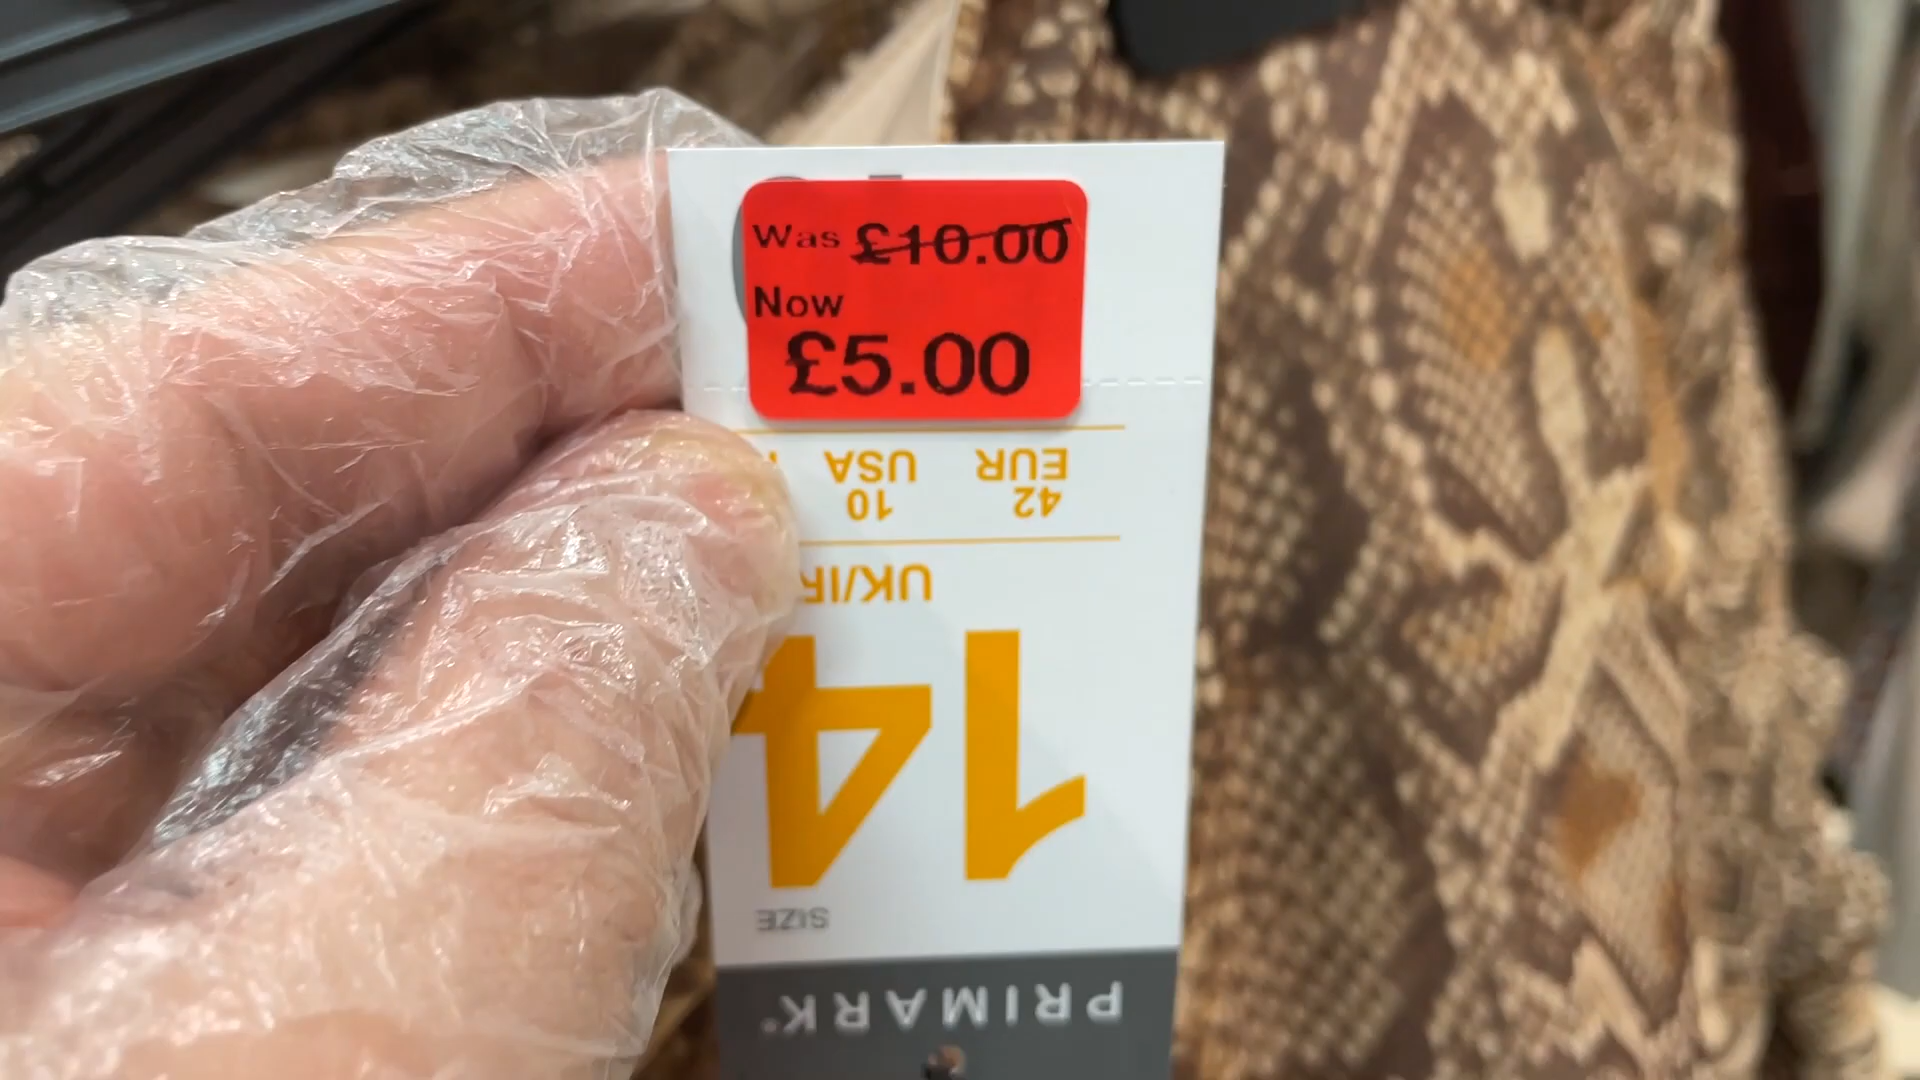 Was £10.00
Now
£5.00
PRIMARK
SIZE
14
UK/IR
42 10
EUR USA